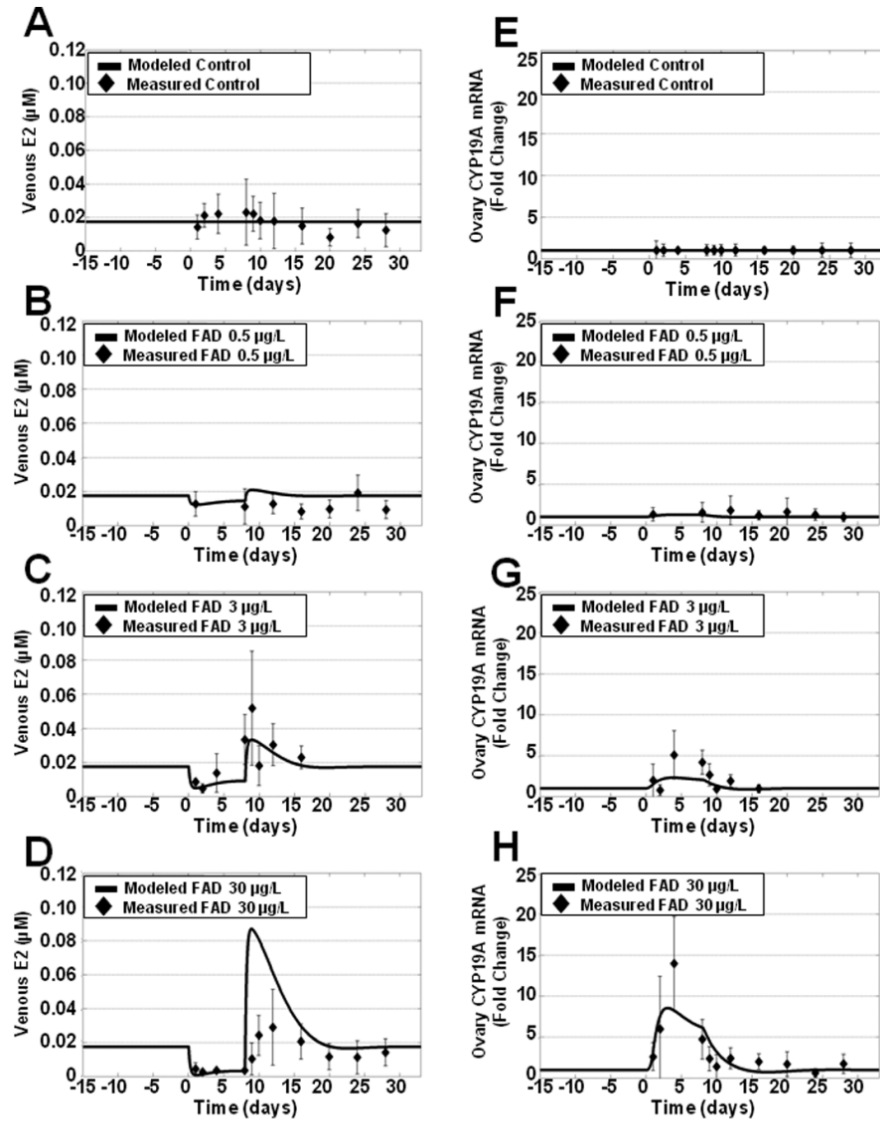 A
Venous E2 (µM)
0.12
0.10
0.08
0.06
0.04
0.02
0
Modeled Control
Measured Control
-15 -10 -5 0 5 10 15 20 25 30
Time (days)
E
Ovary CYP19A mRNA
(Fold Change)
25
20
15
10
5
0
Modeled Control
Measured Control
-15 -10 -5 0 5 10 15 20 25 30
Time (days)
B
Venous E2 (µM)
0.12
0.10
0.08
0.06
0.04
0.02
0
Modeled FAD 0.5 µg/L
Measured FAD 0.5 µg/L
-15 -10 -5 0 5 10 15 20 25 30
Time (days)
F
Ovary CYP19A mRNA
(Fold Change)
25
20
15
10
5
0
Modeled FAD 0.5 µg/L
Measured FAD 0.5 µg/L
-15 -10 -5 0 5 10 15 20 25 30
Time (days)
C
Venous E2 (µM)
0.12
0.10
0.08
0.06
0.04
0.02
0
Modeled FAD 3 µg/L
Measured FAD 3 µg/L
-15 -10 -5 0 5 10 15 20 25 30
Time (days)
G
Ovary CYP19A mRNA
(Fold Change)
25
20
15
10
5
0
Modeled FAD 3 µg/L
Measured FAD 3 µg/L
-15 -10 -5 0 5 10 15 20 25 30
Time (days)
D
Venous E2 (µM)
0.12
0.10
0.08
0.06
0.04
0.02
0
Modeled FAD 30 µg/L
Measured FAD 30 µg/L
-15 -10 -5 0 5 10 15 20 25 30
Time (days)
H
Ovary CYP19A mRNA
(Fold Change)
25
20
15
10
5
0
Modeled FAD 30 µg/L
Measured FAD 30 µg/L
-15 -10 -5 0 5 10 15 20 25 30
Time (days)